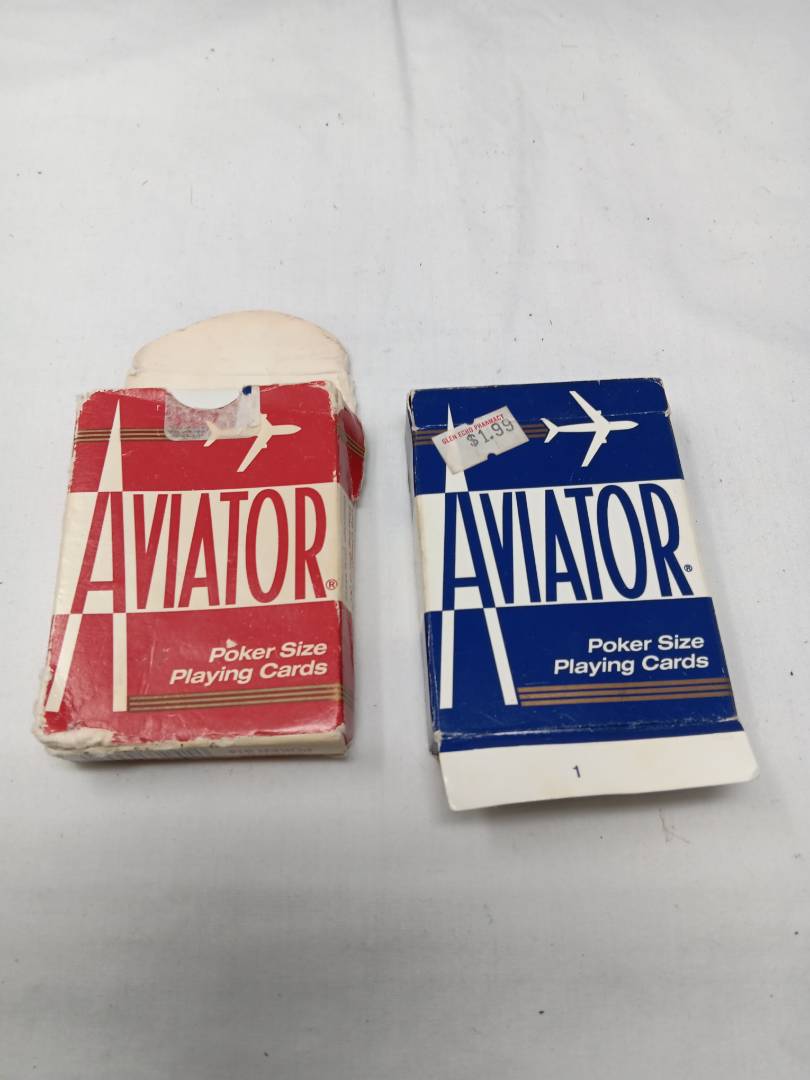 AVIATOR®
Poker Size
Playing Cards
GLEN ECHO PHARMACY
$1.99
AVIATOR®
Poker Size
Playing Cards
1